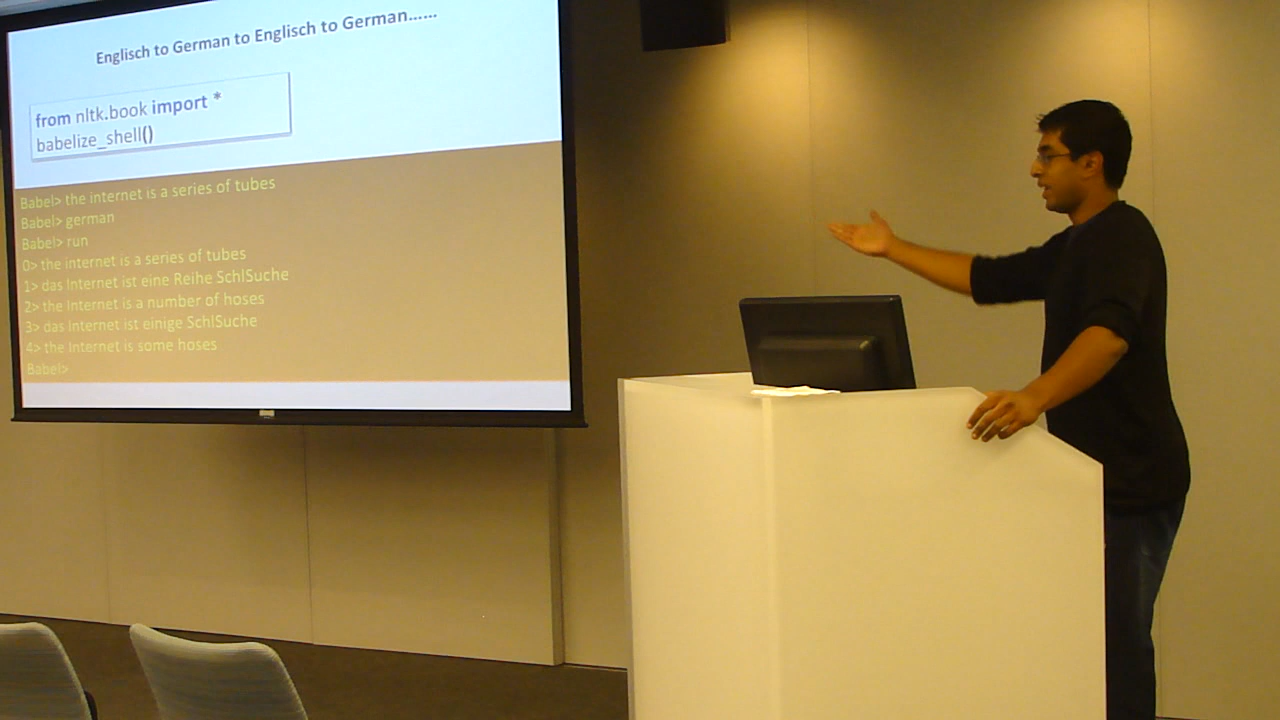 Englisch to German to Englisch to German......
from nltk.book import *
babelize_shell()
Babel> the internet is a series of tubes
Babel> german
Babel> run
0> the internet is a series of tubes
1> das Internet ist eine Reihe SchlSuche
2> the Internet is a number of hoses
3> das Internet ist einige SchlSuche
4> the Internet is some hoses
Babel>